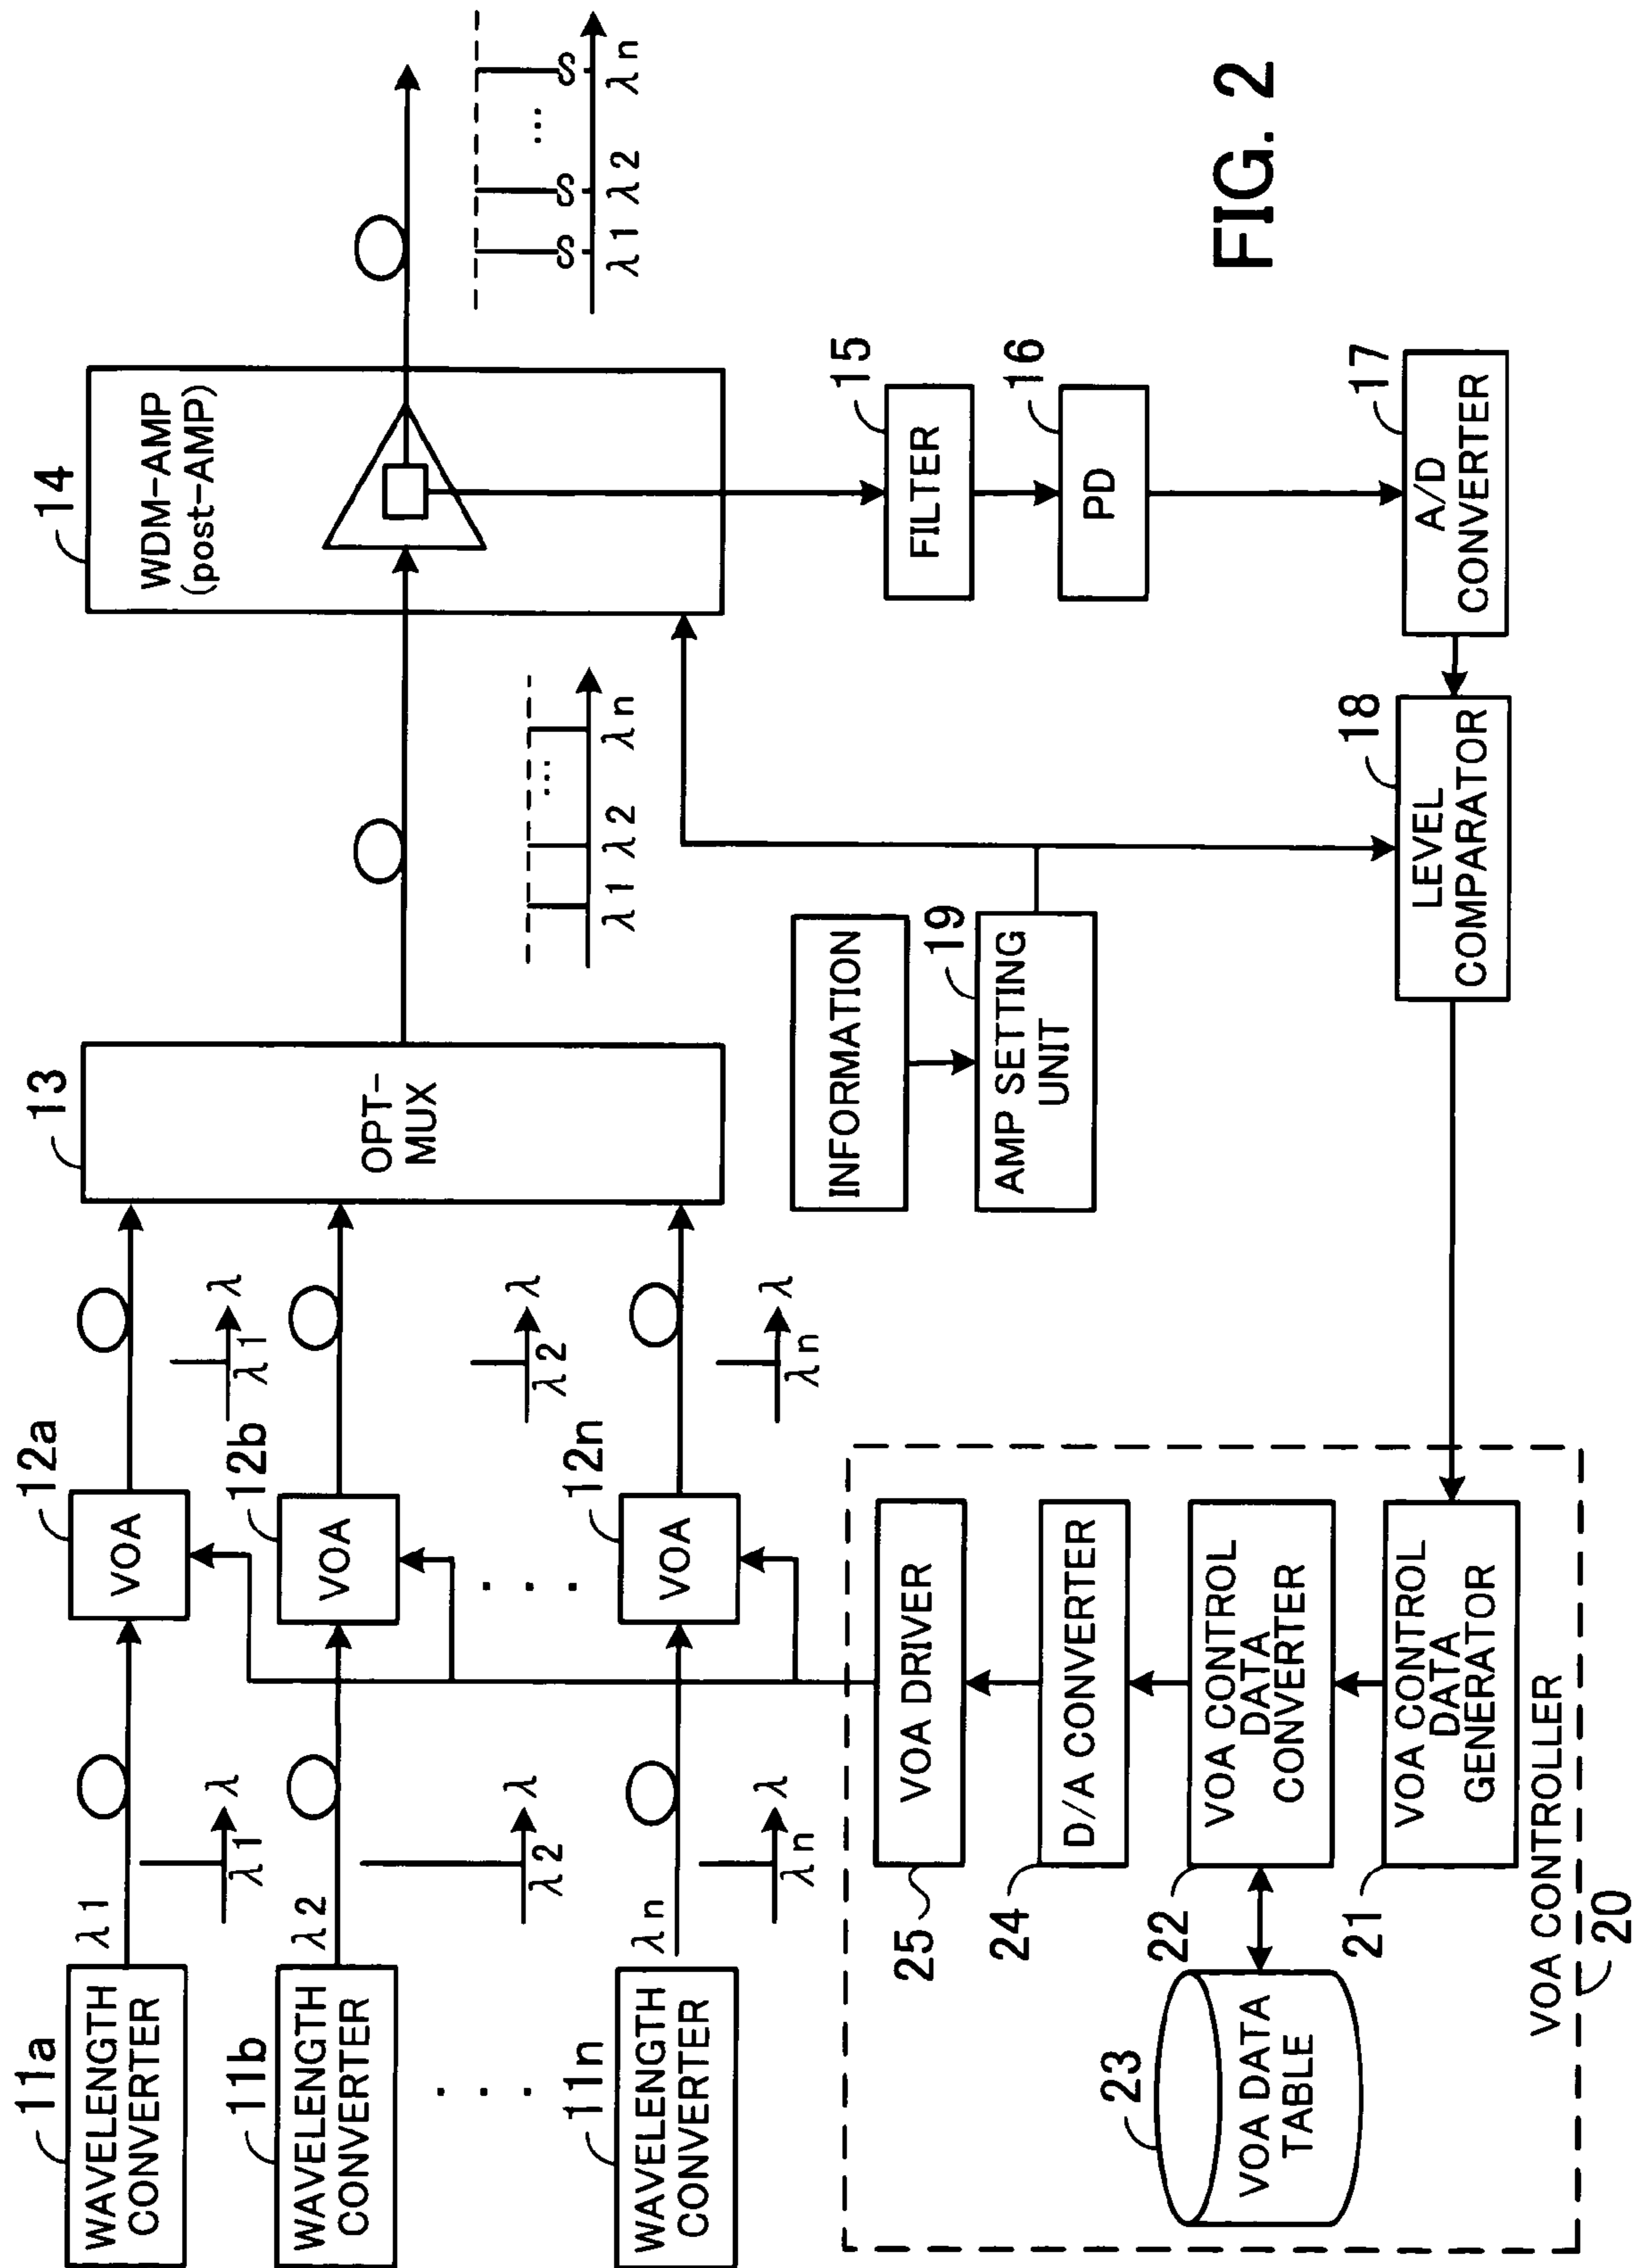 11a
WAVELENGTH
CONVERTER
λ1
λ1
λ
12a
VOA
λ1
λ
11b
WAVELENGTH
CONVERTER
λ2
λ2
λ
12b
VOA
λ2
λ
. . .
. . .
11n
WAVELENGTH
CONVERTER
λn
λn
λ
12n
VOA
λn
λ
13
OPT-
MUX
λ1 λ2 ... λn
14
WDM-AMP
(post-AMP)
λ1 λ2 ... λn
15
FILTER
16
PD
17
A/D
CONVERTER
18
LEVEL
COMPARATOR
INFORMATION
19
AMP SETTING
UNIT
25
VOA DRIVER
24
D/A CONVERTER
22
VOA CONTROL
DATA
CONVERTER
23
VOA DATA
TABLE
21
VOA CONTROL
DATA
GENERATOR
VOA CONTROLLER
20
FIG. 2